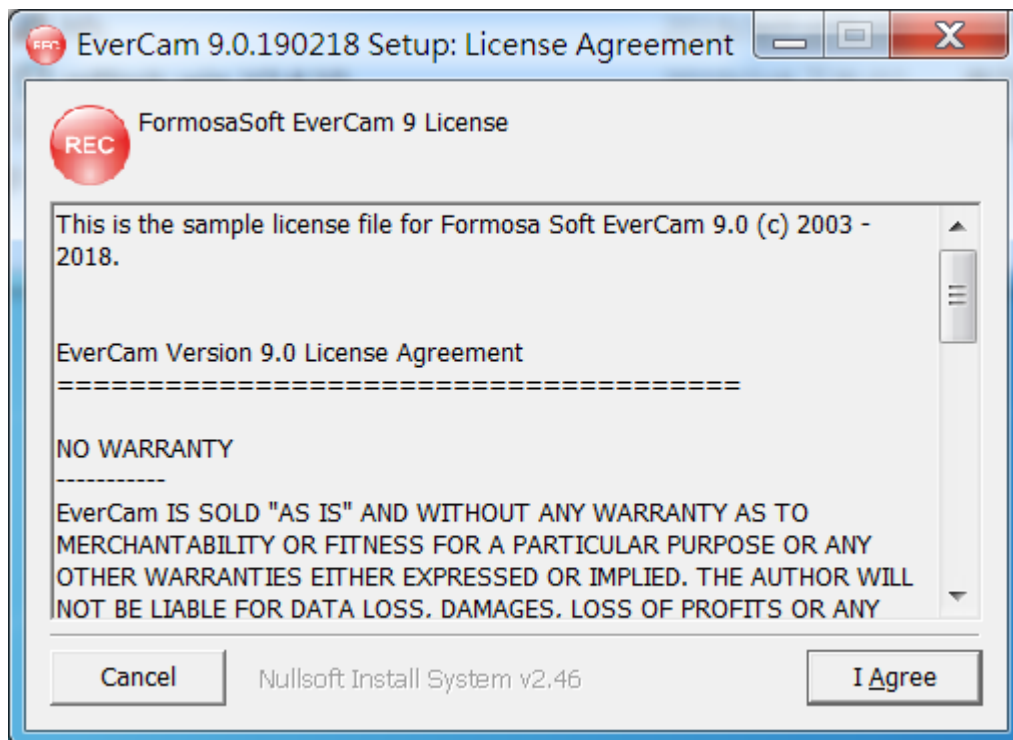 EverCam 9.0.190218 Setup: License Agreement
FormosaSoft EverCam 9 License
REC
This is the sample license file for Formosa Soft EverCam 9.0 (c) 2003 -
2018.
EverCam Version 9.0 License Agreement
======================================
NO WARRANTY
-----------
EverCam IS SOLD "AS IS" AND WITHOUT ANY WARRANTY AS TO
MERCHANTABILITY OR FITNESS FOR A PARTICULAR PURPOSE OR ANY
OTHER WARRANTIES EITHER EXPRESSED OR IMPLIED. THE AUTHOR WILL
NOT BE LIABLE FOR DATA LOSS, DAMAGES, LOSS OF PROFITS OR ANY
Cancel
Nullsoft Install System v2.46
I Agree